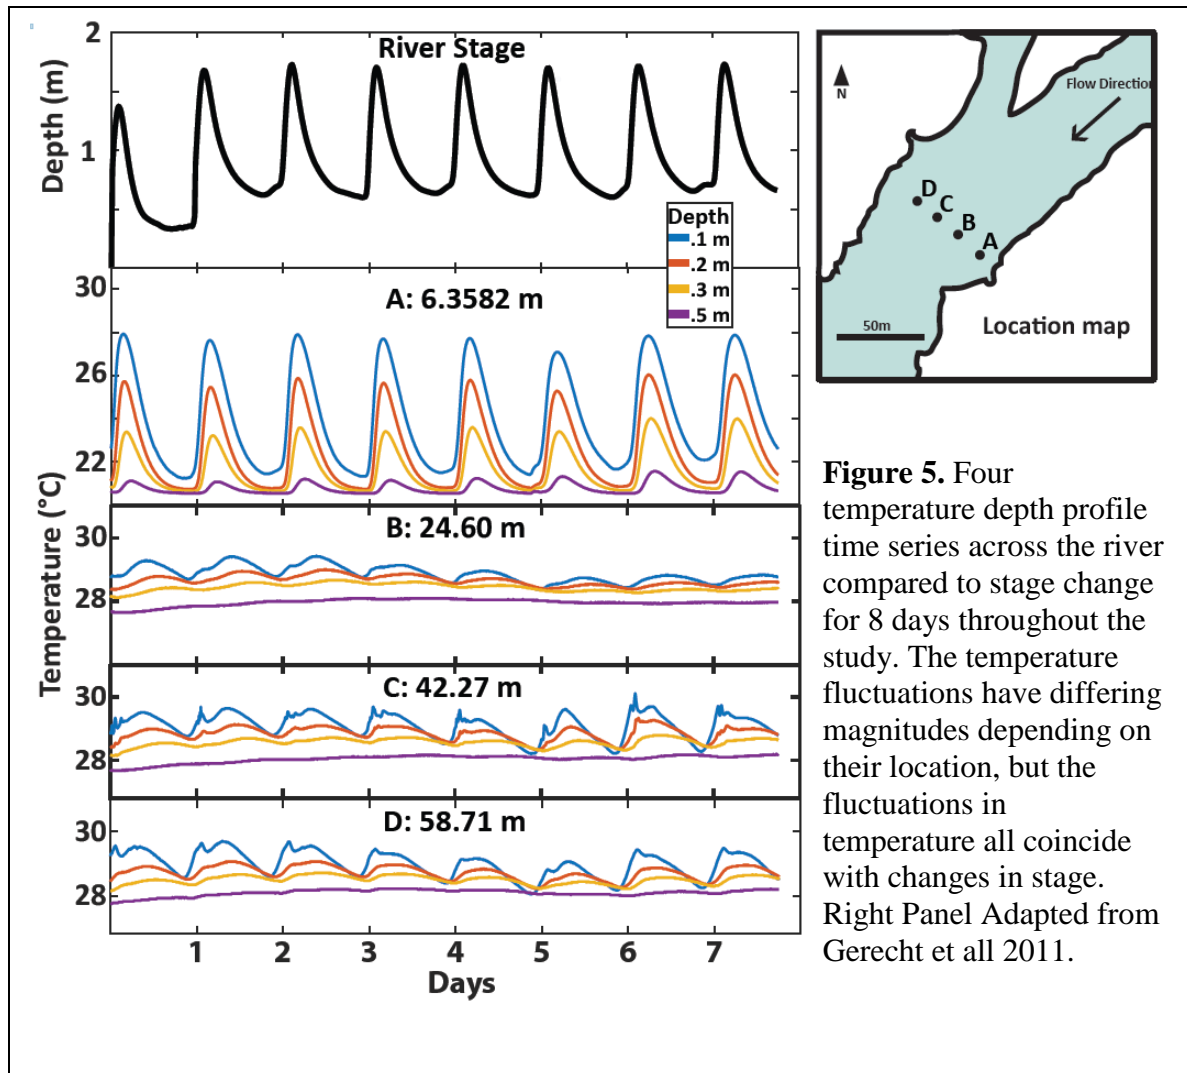 River Stage
2
1
Depth (m)
Depth
.1 m
.2 m
.3 m
.5 m
A: 6.3582 m
30
26
22
B: 24.60 m
30
28
C: 42.27 m
30
28
D: 58.71 m
30
28
Temperature (°C)
1 2 3 4 5 6 7
Days
N
Flow Direction
D
C
B
A
50m
Location map
Figure 5. Four
temperature depth profile
time series across the river
compared to stage change
for 8 days throughout the
study. The temperature
fluctuations have differing
magnitudes depending on
their location, but the
fluctuations in
temperature all coincide
with changes in stage.
Right Panel Adapted from
Gerecht et all 2011.